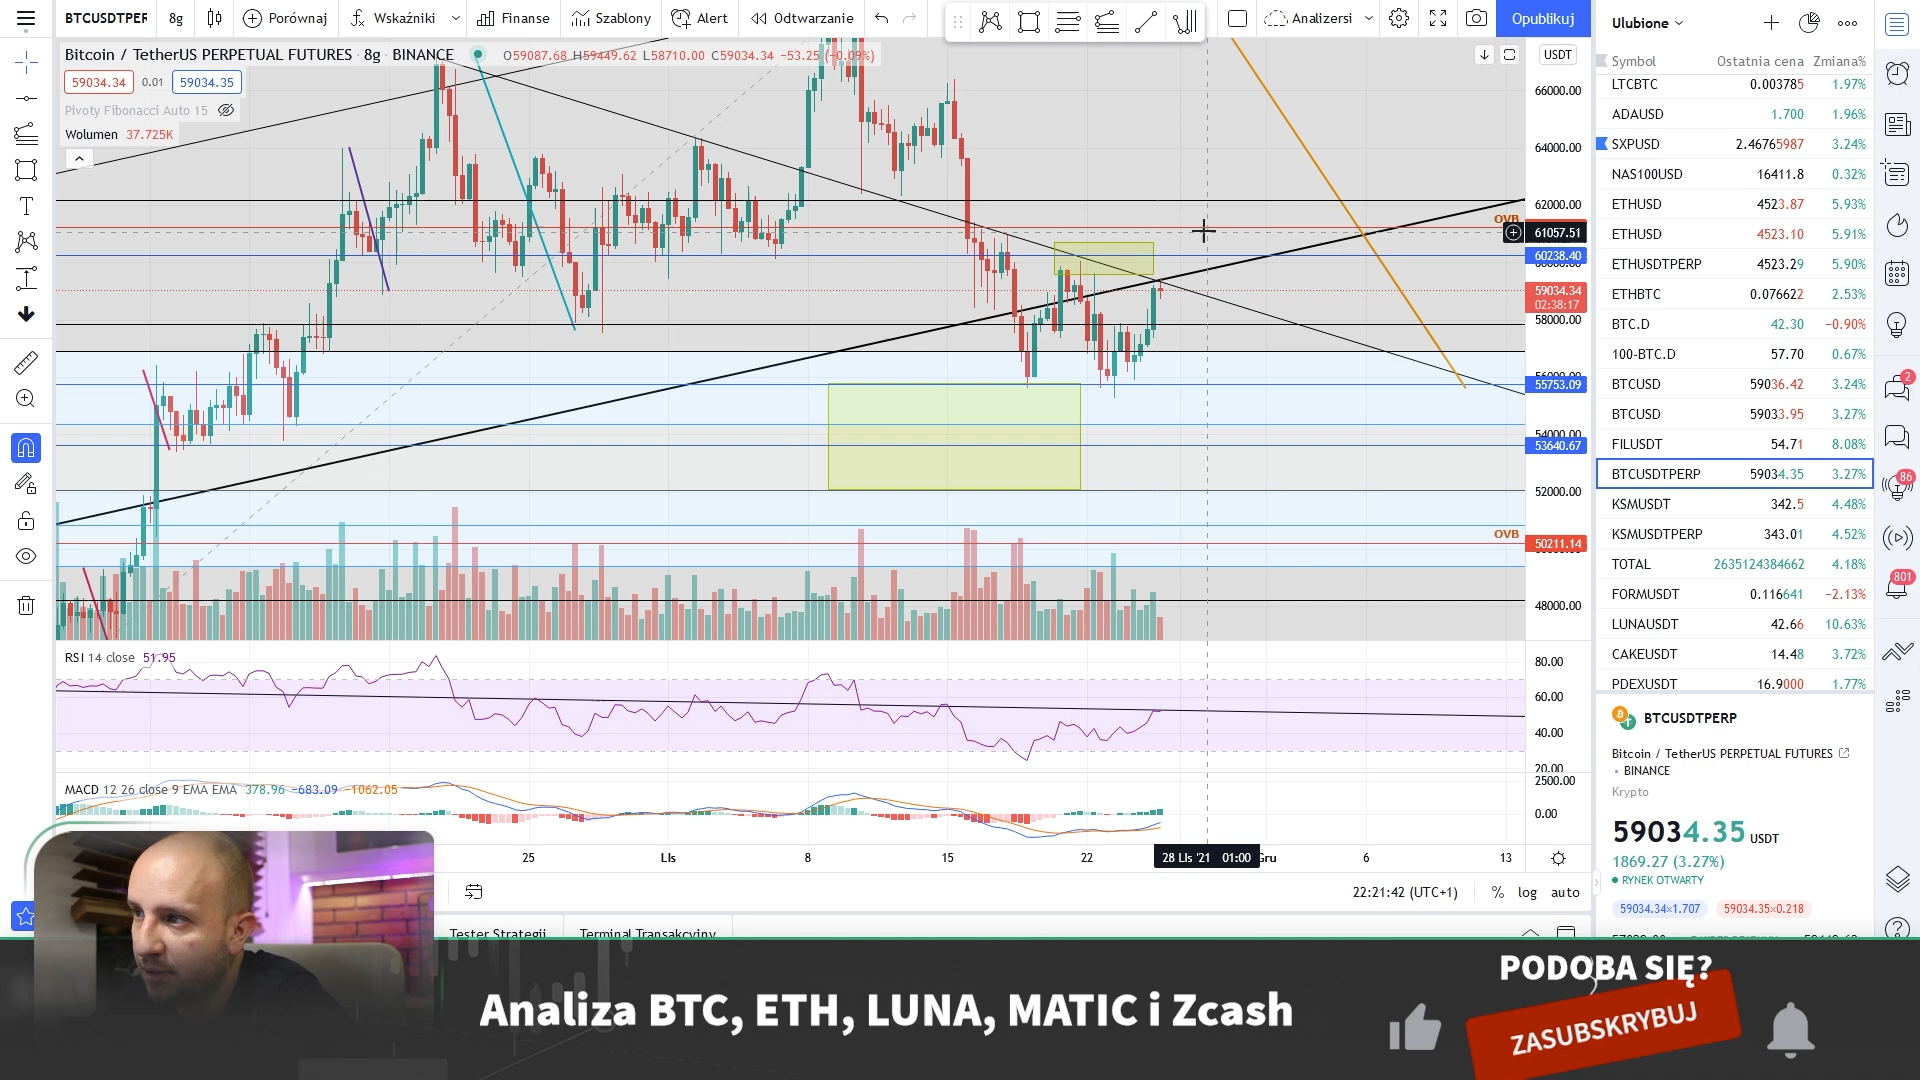 BTCUSDTPER 8g Porównaj Wskaźniki Finanse Szablony Alert Odtwarzanie Analizersi Opublikuj
Bitcoin / TetherUS PERPETUAL FUTURES · 8g · BINANCE O59087.68 H59449.62 L58710.00 C59034.34 −53.25 (−0.09%)
59034.34 0.01 59034.35
Pivoty Fibonacci Auto 15
Wolumen 37.725K
USDT
66000.00
64000.00
62000.00
OVB
61057.51
60238.40
59034.34
02:38:17
58000.00
55753.09
54000.00
53640.67
52000.00
OVB
50211.14
48000.00
RSI 14 close 51.95
80.00
60.00
40.00
20.00
MACD 12 26 close 9 EMA EMA 378.96 −683.09 −1062.05
2500.00
0.00
25 LIs 8 15 22 28 LIs '21 01:00 Gru 6 13
22:21:42 (UTC+1) % log auto
Tester Strategii Terminal Transakcyjny
Ulubione
Symbol Ostatnia cena Zmiana%
LTCBTC 0.003785 1.97%
ADAUSD 1.700 1.96%
SXPUSD 2.46765987 3.24%
NAS100USD 16411.8 0.32%
ETHUSD 4523.87 5.93%
ETHUSD 4523.10 5.91%
ETHUSDTPERP 4523.29 5.90%
ETHBTC 0.076622 2.53%
BTC.D 42.30 −0.90%
100-BTC.D 57.70 0.67%
BTCUSD 59036.42 3.24%
BTCUSD 59033.95 3.27%
FILUSDT 54.71 8.08%
BTCUSDTPERP 59034.35 3.27%
KSMUSDT 342.5 4.48%
KSMUSDTPERP 343.01 4.52%
TOTAL 2635124384662 4.18%
FORMUSDT 0.116641 −2.13%
LUNAUSDT 42.66 10.63%
CAKEUSDT 14.48 3.72%
PDEXUSDT 16.9000 1.77%
BTCUSDTPERP
Bitcoin / TetherUS PERPETUAL FUTURES
• BINANCE
Krypto
59034.35 USDT
1869.27 (3.27%)
RYNEK OTWARTY
59034.34×1.707 59034.35×0.218
2
86
801
Analiza BTC, ETH, LUNA, MATIC i Zcash
PODOBA SIĘ?
ZASUBSKRYBUJ